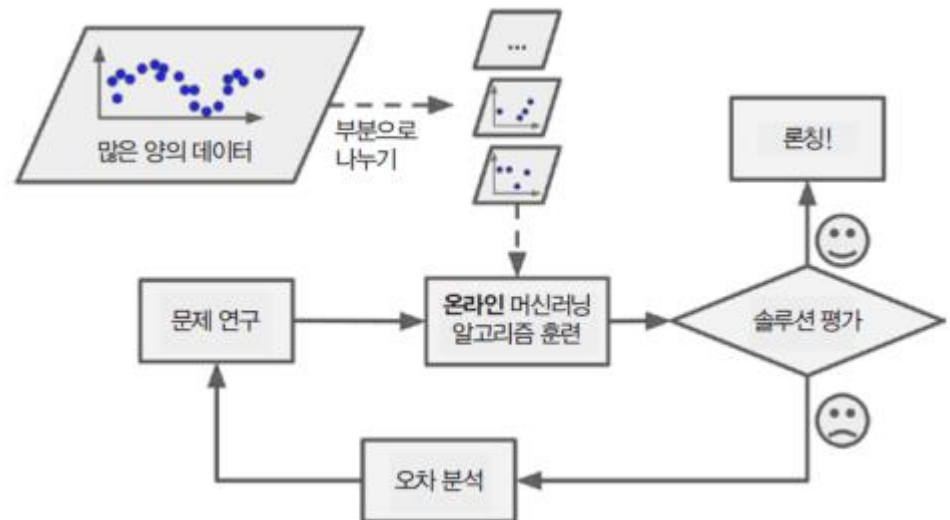 ...
많은 양의 데이터
부분으로
나누기
론칭!
문제 연구
온라인 머신러닝
알고리즘 훈련
솔루션 평가
오차 분석